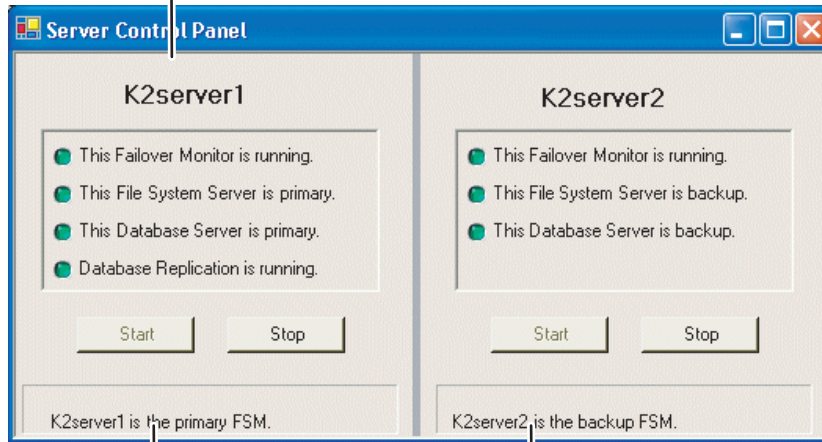 Server Control Panel
K2server1
This Failover Monitor is running.
This File System Server is primary.
This Database Server is primary.
Database Replication is running.
Start Stop
K2server1 is the primary FSM.
K2server2
This Failover Monitor is running.
This File System Server is backup.
This Database Server is backup.
Start Stop
K2server2 is the backup FSM.